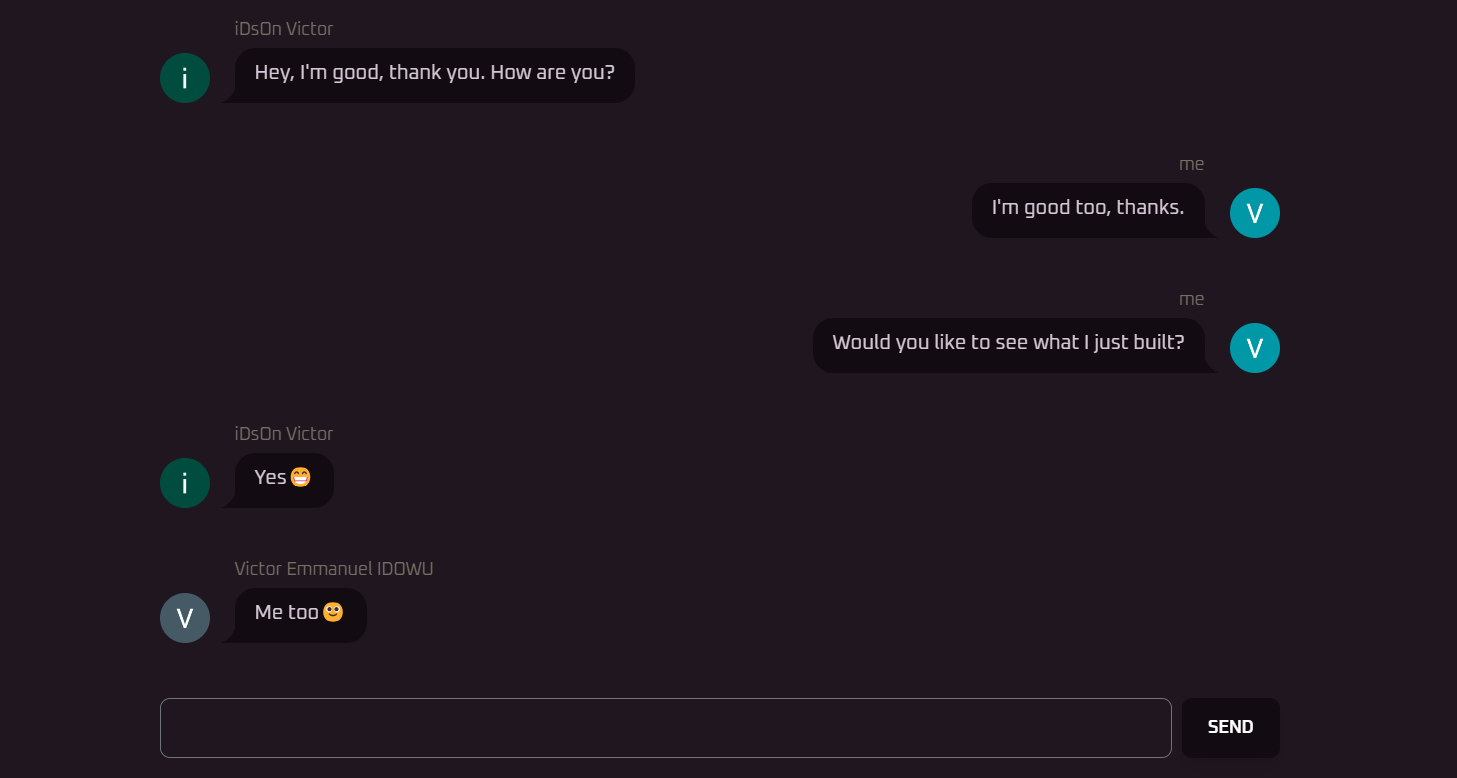 iDsOn Victor
i
Hey, I'm good, thank you. How are you?
me
I'm good too, thanks.
V
me
Would you like to see what I just built?
V
iDsOn Victor
i
Yes😁
Victor Emmanuel IDOWU
V
Me too🙂
SEND